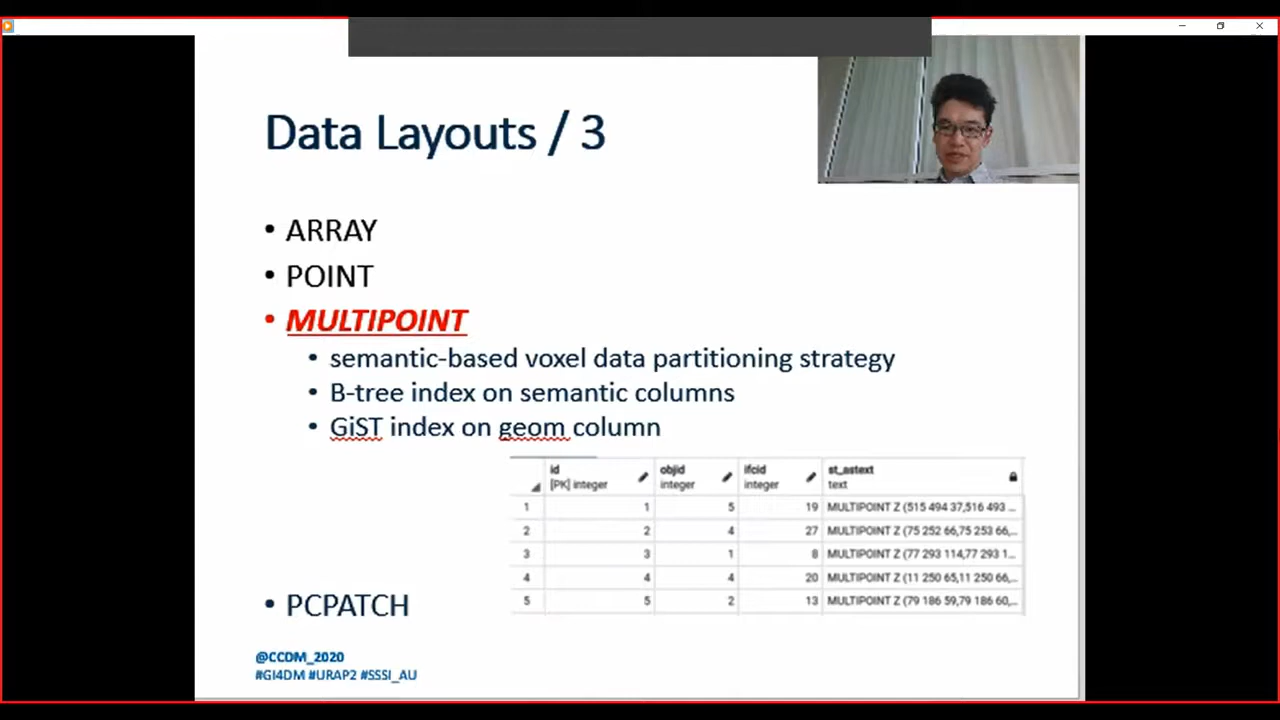 Data Layouts / 3
• ARRAY
• POINT
• MULTIPOINT
• semantic-based voxel data partitioning strategy
• B-tree index on semantic columns
• GiST index on geom column
id objid ifcid st_astext
[PK] integer integer integer text
1 1 5 19 MULTIPOINT Z (515 494 37,516 493 ...
2 2 4 27 MULTIPOINT Z (75 252 66,75 253 66,...
3 3 1 8 MULTIPOINT Z (77 293 114,77 293 1...
4 4 4 20 MULTIPOINT Z (11 250 65,11 250 66,...
5 5 2 13 MULTIPOINT Z (79 186 59,79 186 60,...
• PCPATCH
@CCDM_2020
#GI4DM #URAP2 #SSSI_AU